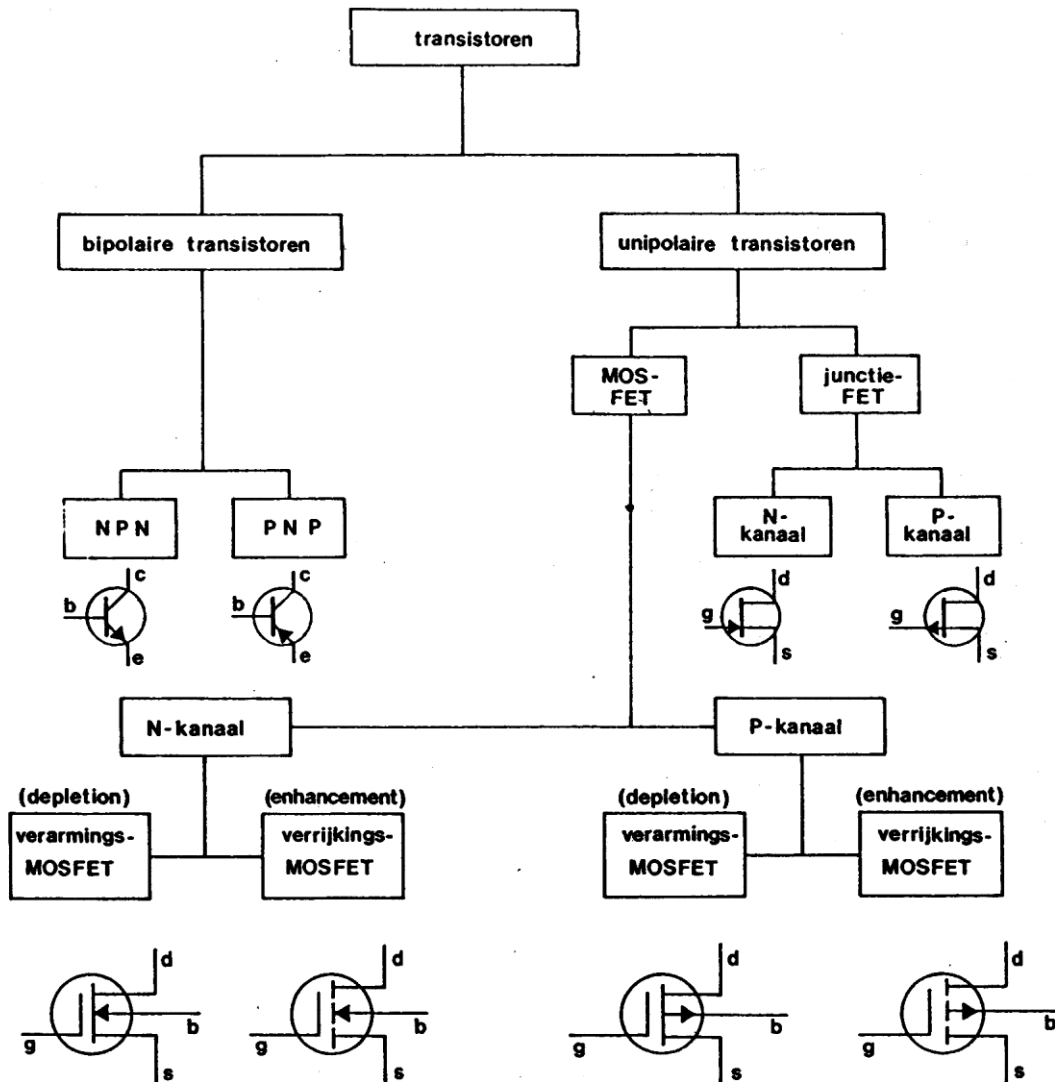 transistoren
bipolaire transistoren
unipolaire transistoren
MOS-
FET
junctie-
FET
NPN
PNP
N-
kanaal
P-
kanaal
c
b
e
c
b
e
d
g
s
d
g
s
N-kanaal
P-kanaal
(depletion)
verarmings-
MOSFET
(enhancement)
verrijkings-
MOSFET
(depletion)
verarmings-
MOSFET
(enhancement)
verrijkings-
MOSFET
d
b
g
s
d
b
g
s
d
b
g
s
d
b
g
s